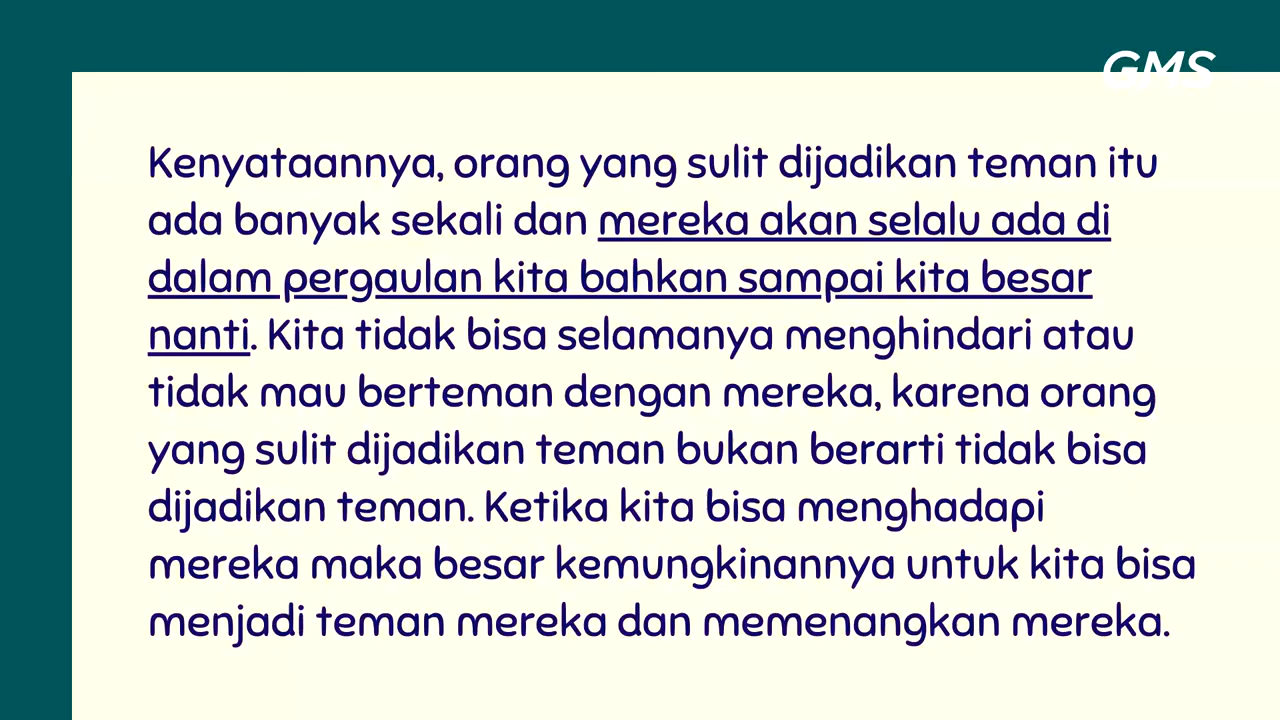 GMS
Kenyataannya, orang yang sulit dijadikan teman itu
ada banyak sekali dan mereka akan selalu ada di
dalam pergaulan kita bahkan sampai kita besar
nanti. Kita tidak bisa selamanya menghindari atau
tidak mau berteman dengan mereka, karena orang
yang sulit dijadikan teman bukan berarti tidak bisa
dijadikan teman. Ketika kita bisa menghadapi
mereka maka besar kemungkinannya untuk kita bisa
menjadi teman mereka dan memenangkan mereka.